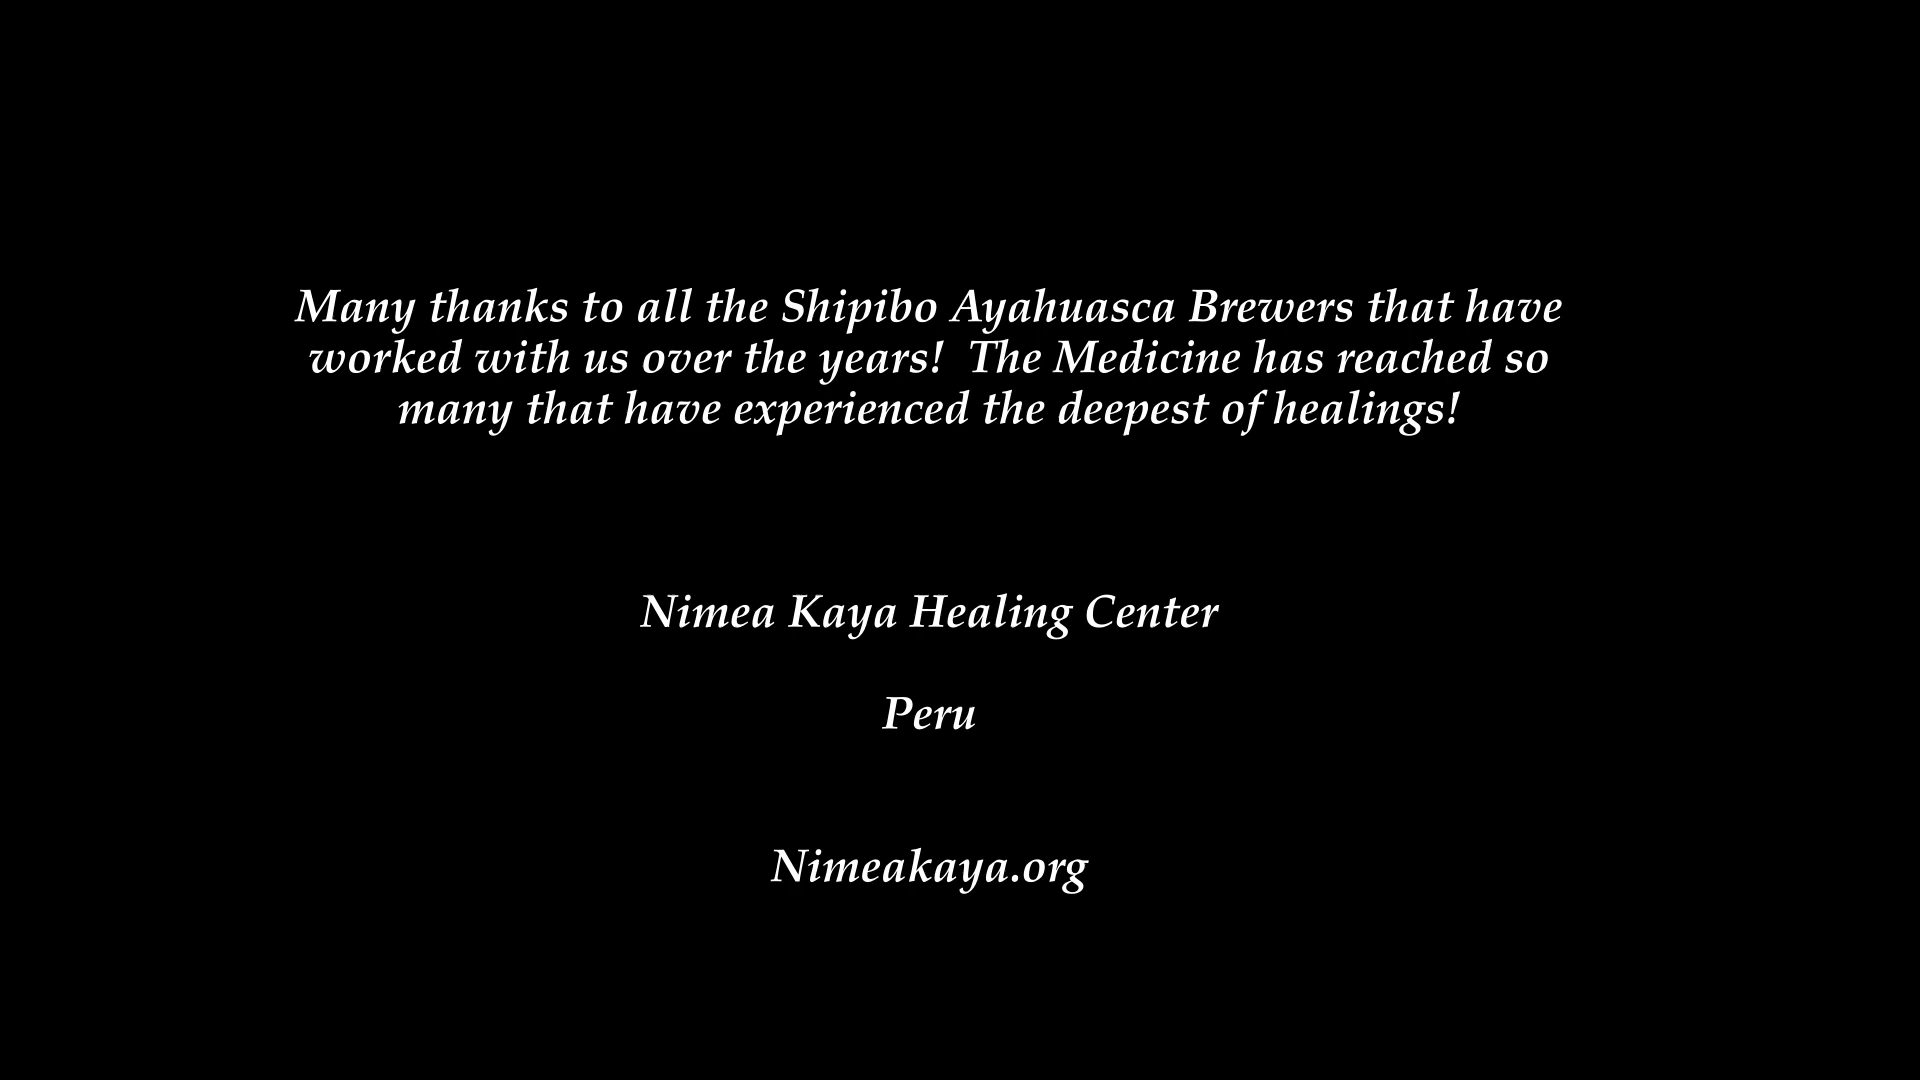 Many thanks to all the Shipibo Ayahuasca Brewers that have
worked with us over the years!  The Medicine has reached so
many that have experienced the deepest of healings!
Nimea Kaya Healing Center
Peru
Nimeakaya.org